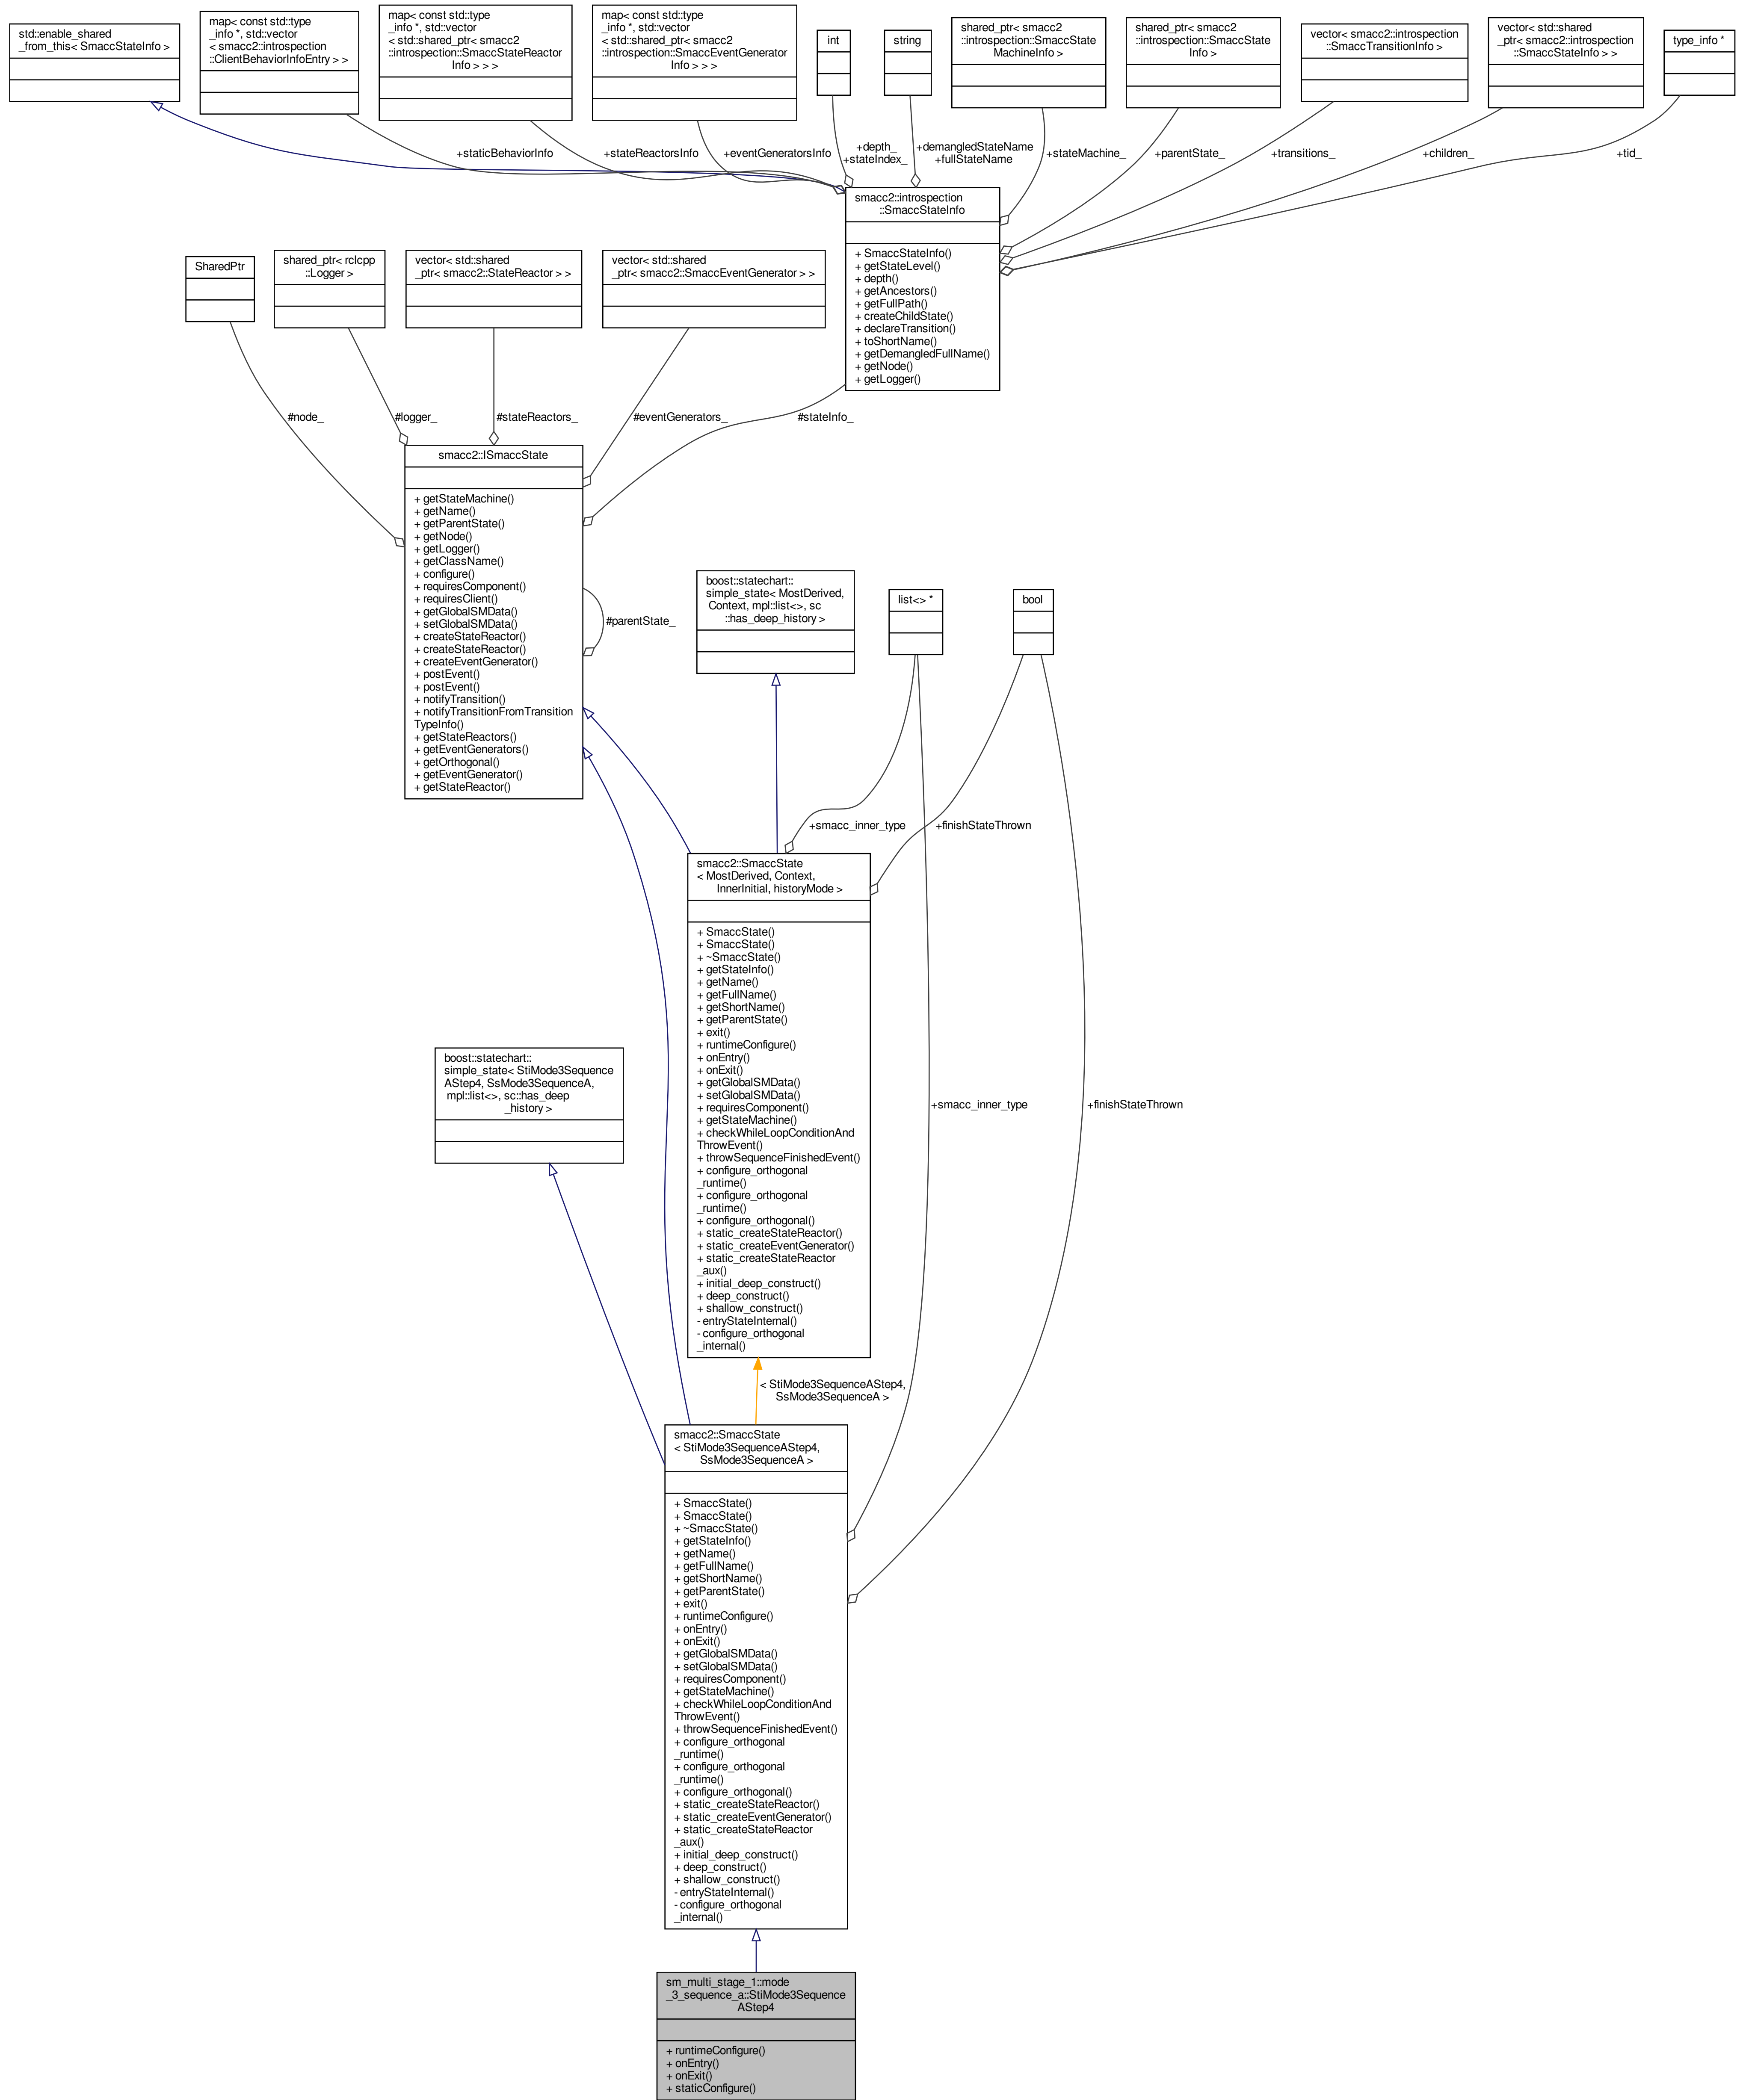 std::enable_shared
_from_this< SmaccStateInfo >
map< const std::type
_info *, std::vector
< smacc2::introspection
::ClientBehaviorInfoEntry > >
map< const std::type
_info *, std::vector
< std::shared_ptr< smacc2
::introspection::SmaccStateReactor
Info > > >
map< const std::type
_info *, std::vector
< std::shared_ptr< smacc2
::introspection::SmaccEventGenerator
Info > > >
int
string
shared_ptr< smacc2
::introspection::SmaccState
MachineInfo >
shared_ptr< smacc2
::introspection::SmaccState
Info >
vector< smacc2::introspection
::SmaccTransitionInfo >
vector< std::shared
_ptr< smacc2::introspection
::SmaccStateInfo > >
type_info *
+staticBehaviorInfo
+stateReactorsInfo
+eventGeneratorsInfo
+depth_
+stateIndex_
+demangledStateName
+fullStateName
+stateMachine_
+parentState_
+transitions_
+children_
+tid_
smacc2::introspection
::SmaccStateInfo
+ SmaccStateInfo()
+ getStateLevel()
+ depth()
+ getAncestors()
+ getFullPath()
+ createChildState()
+ declareTransition()
+ toShortName()
+ getDemangledFullName()
+ getNode()
+ getLogger()
SharedPtr
shared_ptr< rclcpp
::Logger >
vector< std::shared
_ptr< smacc2::StateReactor > >
vector< std::shared
_ptr< smacc2::SmaccEventGenerator > >
#node_
#logger_
#stateReactors_
#eventGenerators_
#stateInfo_
smacc2::ISmaccState
+ getStateMachine()
+ getName()
+ getParentState()
+ getNode()
+ getLogger()
+ getClassName()
+ configure()
+ requiresComponent()
+ requiresClient()
+ getGlobalSMData()
+ setGlobalSMData()
+ createStateReactor()
+ createStateReactor()
+ createEventGenerator()
+ postEvent()
+ postEvent()
+ notifyTransition()
+ notifyTransitionFromTransition
TypeInfo()
+ getStateReactors()
+ getEventGenerators()
+ getOrthogonal()
+ getEventGenerator()
+ getStateReactor()
#parentState_
boost::statechart::
simple_state< MostDerived,
Context, mpl::list<>, sc
::has_deep_history >
list<> *
bool
+smacc_inner_type
+finishStateThrown
smacc2::SmaccState
< MostDerived, Context,
InnerInitial, historyMode >
+ SmaccState()
+ SmaccState()
+ ~SmaccState()
+ getStateInfo()
+ getName()
+ getFullName()
+ getShortName()
+ getParentState()
+ exit()
+ runtimeConfigure()
+ onEntry()
+ onExit()
+ getGlobalSMData()
+ setGlobalSMData()
+ requiresComponent()
+ getStateMachine()
+ checkWhileLoopConditionAnd
ThrowEvent()
+ throwSequenceFinishedEvent()
+ configure_orthogonal
_runtime()
+ configure_orthogonal
_runtime()
+ configure_orthogonal()
+ static_createStateReactor()
+ static_createEventGenerator()
+ static_createStateReactor
_aux()
+ initial_deep_construct()
+ deep_construct()
+ shallow_construct()
- entryStateInternal()
- configure_orthogonal
_internal()
boost::statechart::
simple_state< StiMode3Sequence
AStep4, SsMode3SequenceA,
mpl::list<>, sc::has_deep
_history >
+smacc_inner_type
+finishStateThrown
< StiMode3SequenceAStep4,
SsMode3SequenceA >
smacc2::SmaccState
< StiMode3SequenceAStep4,
SsMode3SequenceA >
+ SmaccState()
+ SmaccState()
+ ~SmaccState()
+ getStateInfo()
+ getName()
+ getFullName()
+ getShortName()
+ getParentState()
+ exit()
+ runtimeConfigure()
+ onEntry()
+ onExit()
+ getGlobalSMData()
+ setGlobalSMData()
+ requiresComponent()
+ getStateMachine()
+ checkWhileLoopConditionAnd
ThrowEvent()
+ throwSequenceFinishedEvent()
+ configure_orthogonal
_runtime()
+ configure_orthogonal
_runtime()
+ configure_orthogonal()
+ static_createStateReactor()
+ static_createEventGenerator()
+ static_createStateReactor
_aux()
+ initial_deep_construct()
+ deep_construct()
+ shallow_construct()
- entryStateInternal()
- configure_orthogonal
_internal()
sm_multi_stage_1::mode
_3_sequence_a::StiMode3Sequence
AStep4
+ runtimeConfigure()
+ onEntry()
+ onExit()
+ staticConfigure()